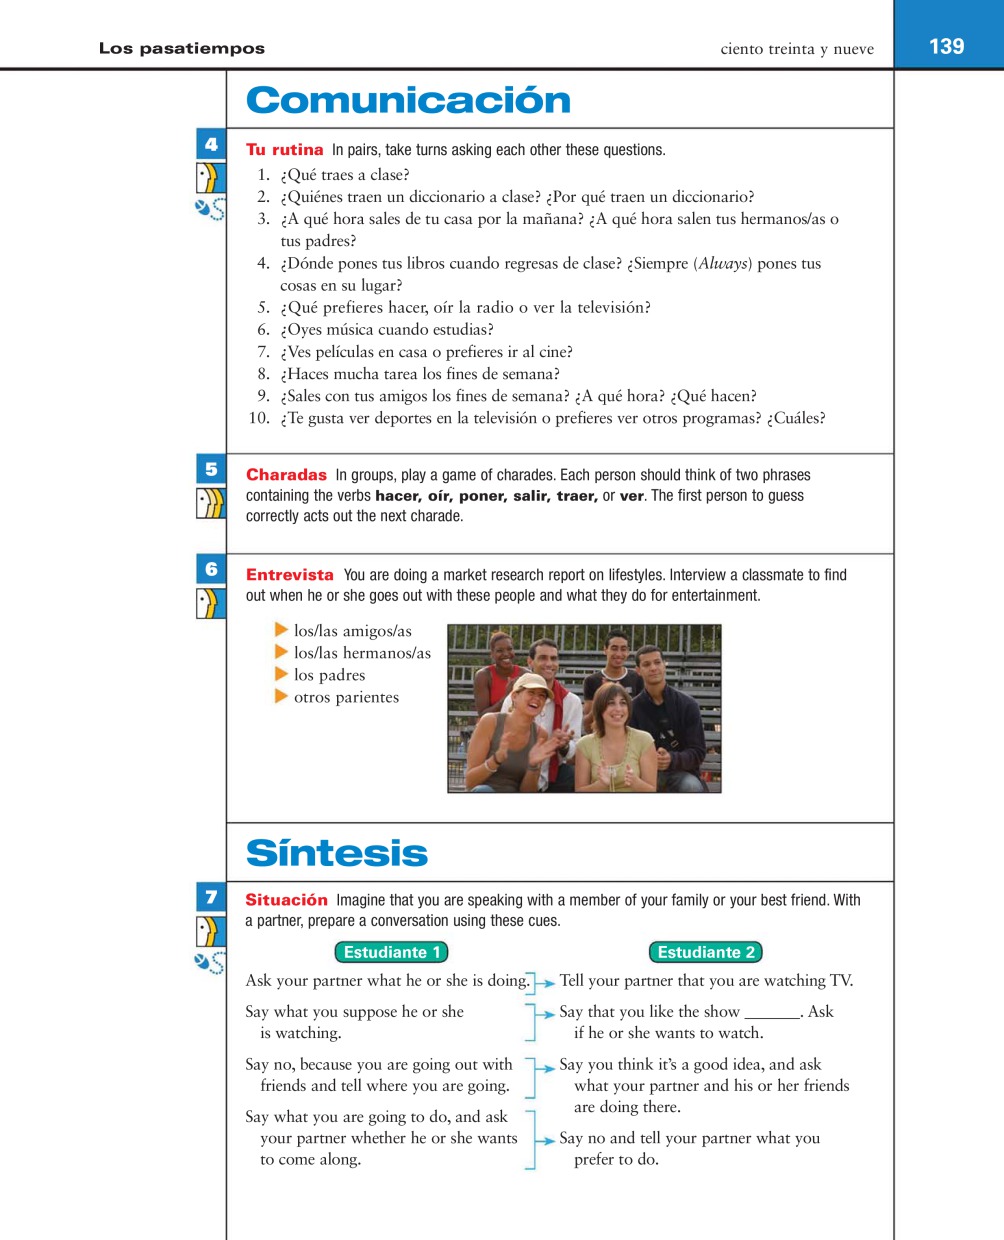 Los pasatiempos
ciento treinta y nueve
139
Comunicación
4
Tu rutina In pairs, take turns asking each other these questions.
1. ¿Qué traes a clase?
2. ¿Quiénes traen un diccionario a clase? ¿Por qué traen un diccionario?
3. ¿A qué hora sales de tu casa por la mañana? ¿A qué hora salen tus hermanos/as o
tus padres?
4. ¿Dónde pones tus libros cuando regresas de clase? ¿Siempre (Always) pones tus
cosas en su lugar?
5. ¿Qué prefieres hacer, oír la radio o ver la televisión?
6. ¿Oyes música cuando estudias?
7. ¿Ves películas en casa o prefieres ir al cine?
8. ¿Haces mucha tarea los fines de semana?
9. ¿Sales con tus amigos los fines de semana? ¿A qué hora? ¿Qué hacen?
10. ¿Te gusta ver deportes en la televisión o prefieres ver otros programas? ¿Cuáles?
5
Charadas In groups, play a game of charades. Each person should think of two phrases
containing the verbs hacer, oír, poner, salir, traer, or ver. The first person to guess
correctly acts out the next charade.
6
Entrevista You are doing a market research report on lifestyles. Interview a classmate to find
out when he or she goes out with these people and what they do for entertainment.
los/las amigos/as
los/las hermanos/as
los padres
otros parientes
Síntesis
7
Situación Imagine that you are speaking with a member of your family or your best friend. With
a partner, prepare a conversation using these cues.
Estudiante 1
Ask your partner what he or she is doing.
Say what you suppose he or she
is watching.
Say no, because you are going out with
friends and tell where you are going.
Say what you are going to do, and ask
your partner whether he or she wants
to come along.
Estudiante 2
Tell your partner that you are watching TV.
Say that you like the show _______. Ask
if he or she wants to watch.
Say you think it's a good idea, and ask
what your partner and his or her friends
are doing there.
Say no and tell your partner what you
prefer to do.